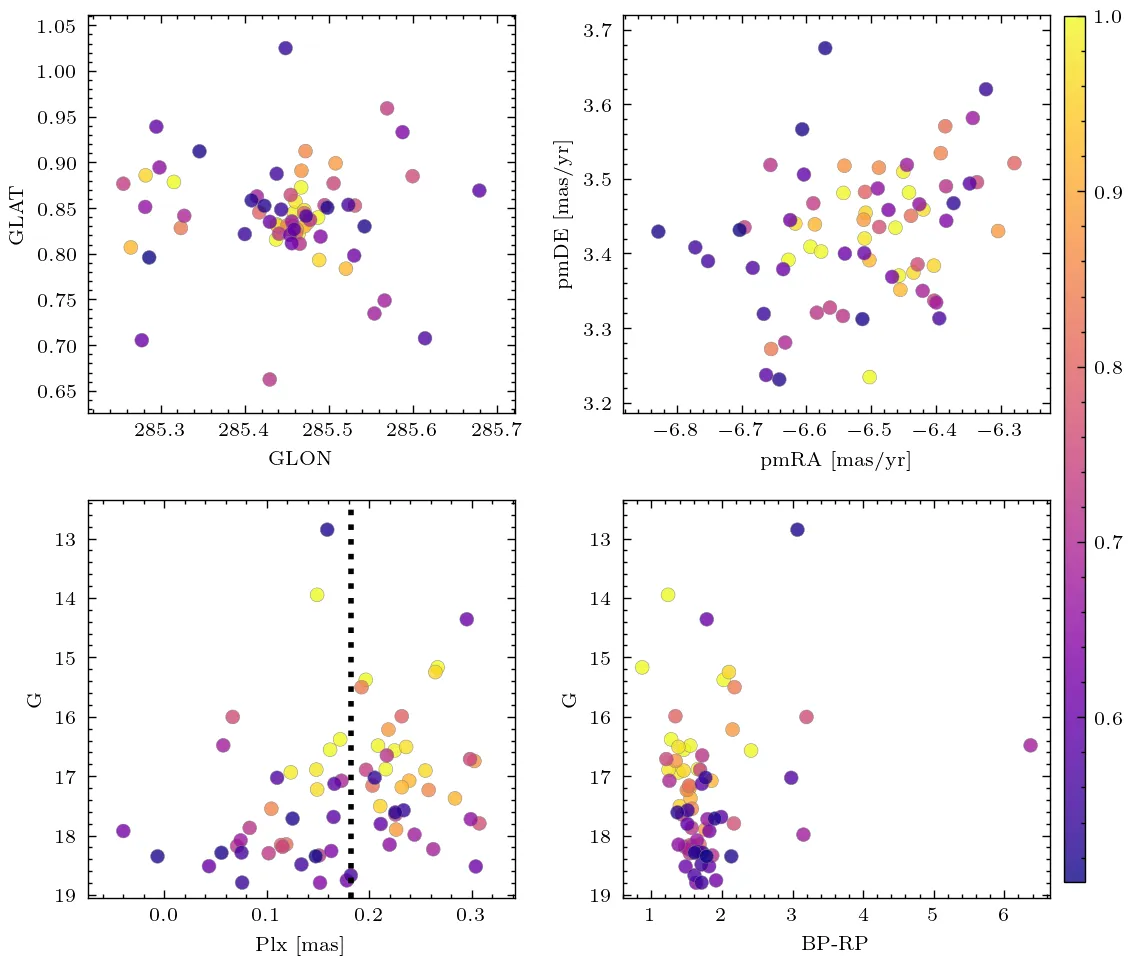 1.05
1.00
0.95
0.90
0.85
0.80
0.75
0.70
0.65
GLAT
285.3 285.4 285.5 285.6 285.7
GLON
3.7
3.6
3.5
3.4
3.3
3.2
pmDE [mas/yr]
−6.8 −6.7 −6.6 −6.5 −6.4 −6.3
pmRA [mas/yr]
1.0
0.9
0.8
0.7
0.6
13
14
15
16
17
18
19
G
0.0 0.1 0.2 0.3
Plx [mas]
13
14
15
16
17
18
19
G
1 2 3 4 5 6
BP-RP